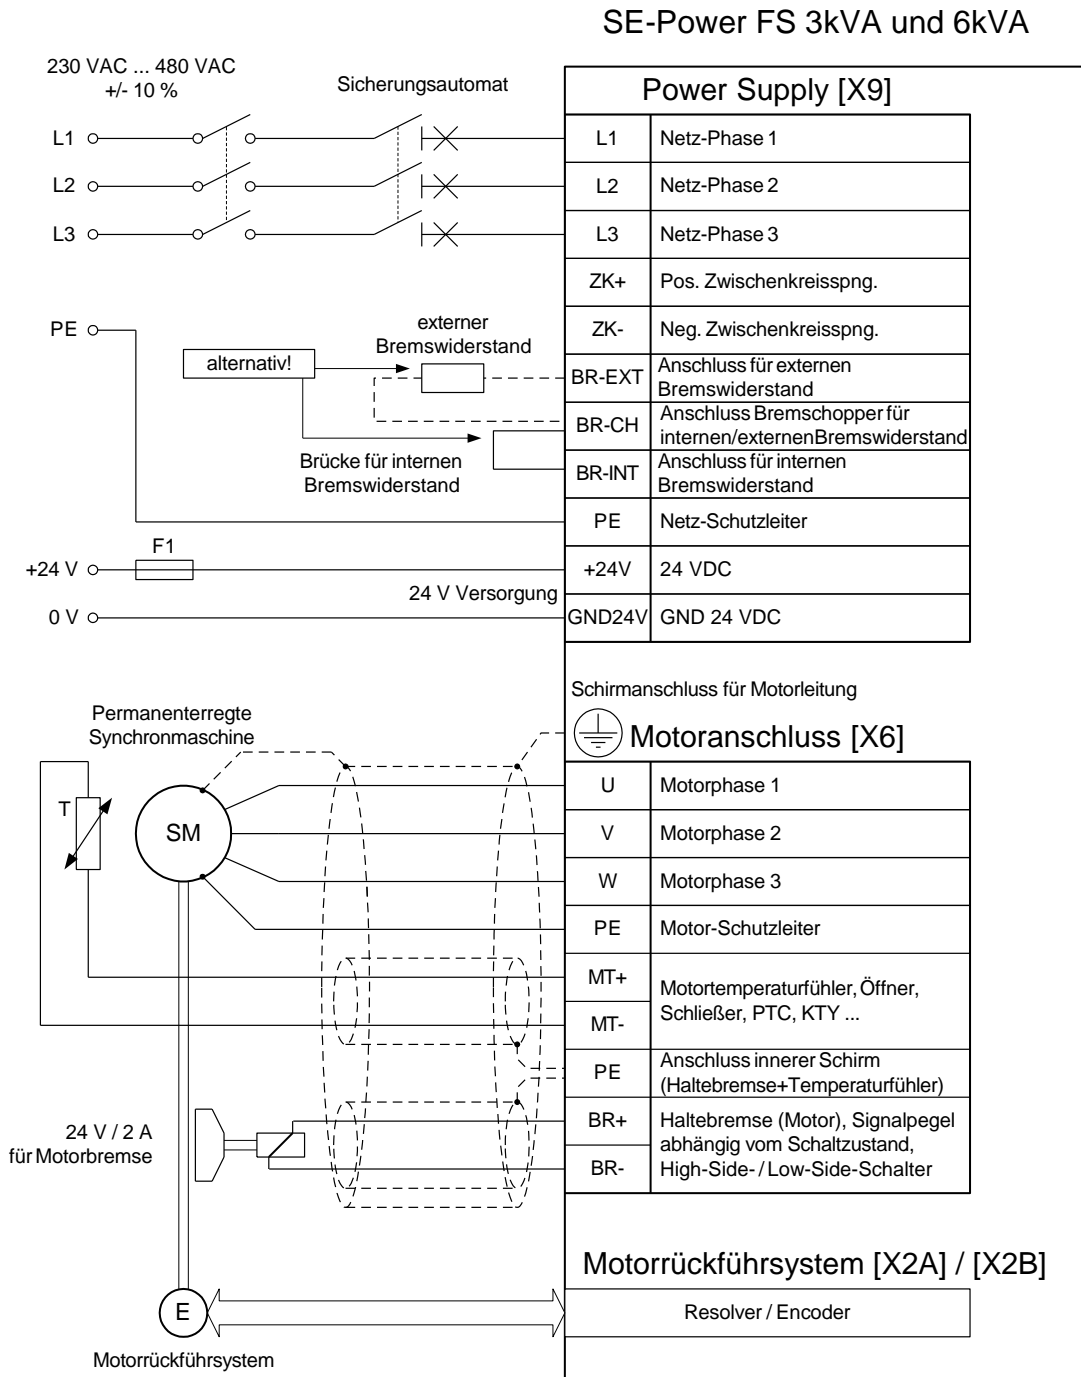 SE-Power FS 3kVA und 6kVA
230 VAC ... 480 VAC
+/- 10 %
Sicherungsautomat
Power Supply [X9]
L1
L1 Netz-Phase 1
L2
L2 Netz-Phase 2
L3
L3 Netz-Phase 3
ZK+ Pos. Zwischenkreisspng.
PE
ZK- Neg. Zwischenkreisspng.
externer
Bremswiderstand
alternativ!
BR-EXT Anschluss für externen
Bremswiderstand
BR-CH Anschluss Bremschopper für
internen/externen Bremswiderstand
Brücke für internen
Bremswiderstand
BR-INT Anschluss für internen
Bremswiderstand
PE Netz-Schutzleiter
F1
+24 V
+24V 24 VDC
24 V Versorgung
0 V
GND24V GND 24 VDC
Schirmanschluss für Motorleitung
Permanenterregte
Synchronmaschine
Motoranschluss [X6]
T
SM
U Motorphase 1
V Motorphase 2
W Motorphase 3
PE Motor-Schutzleiter
MT+
MT-
Motortemperaturfühler, Öffner,
Schließer, PTC, KTY ...
PE Anschluss innerer Schirm
(Haltebremse+Temperaturfühler)
24 V / 2 A
für Motorbremse
BR+
BR-
Haltebremse (Motor), Signalpegel
abhängig vom Schaltzustand,
High-Side- / Low-Side-Schalter
Motorrückführsystem [X2A] / [X2B]
E
Resolver / Encoder
Motorrückführsystem